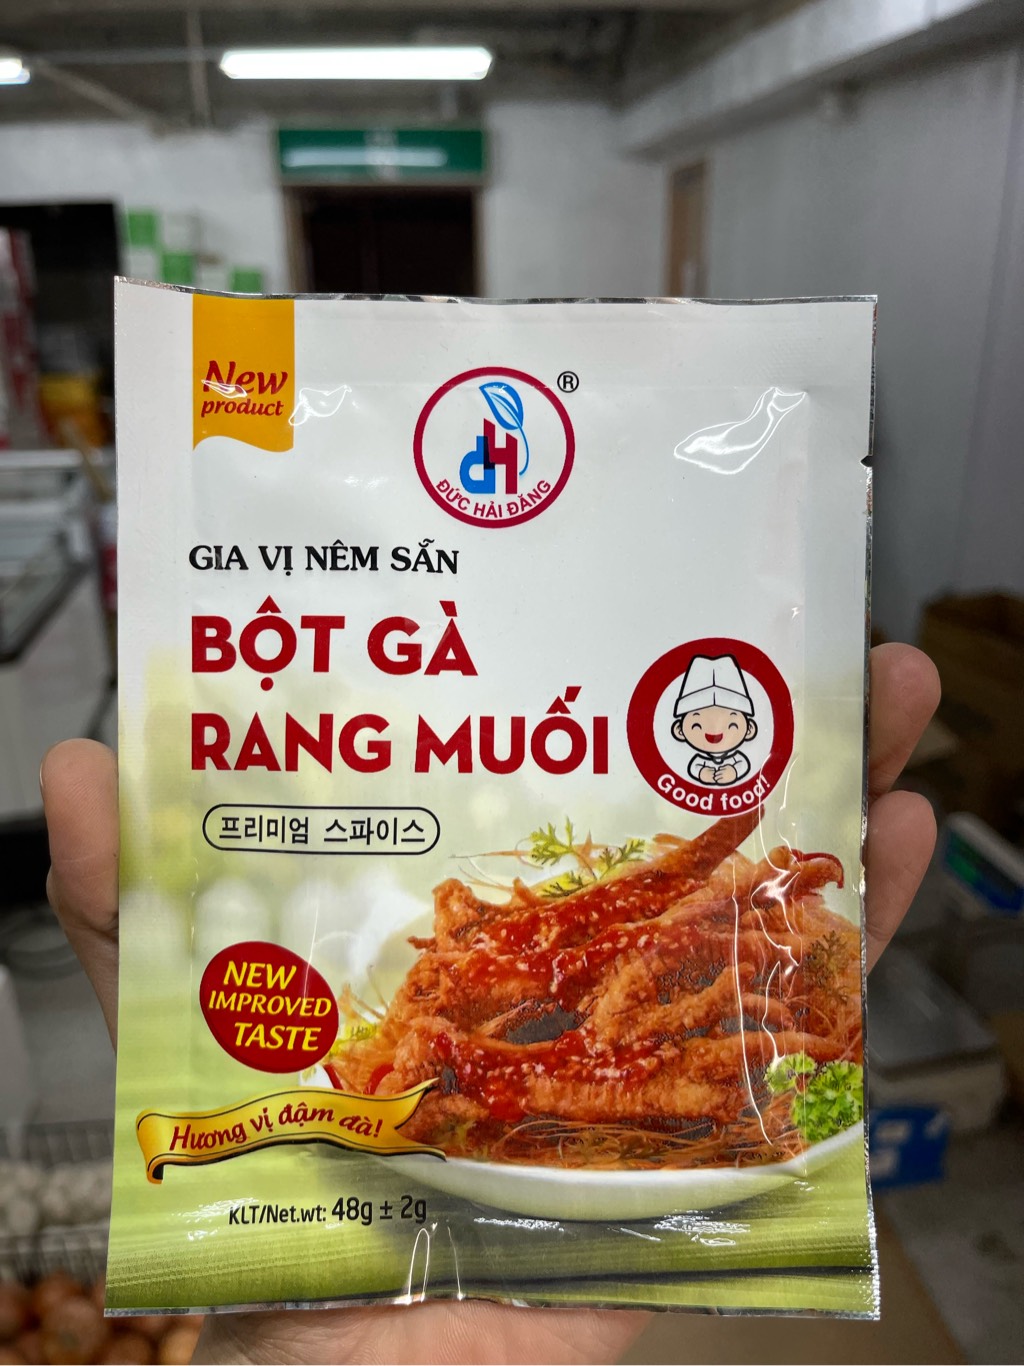 New
product
®
dH
ĐỨC HẢI ĐĂNG
GIA VỊ NÊM SẴN
BỘT GÀ
RANG MUỐI
프리미엄 스파이스
Good food!
NEW
IMPROVED
TASTE
Hương vị đậm đà!
KLT/Net.wt: 48g ± 2g